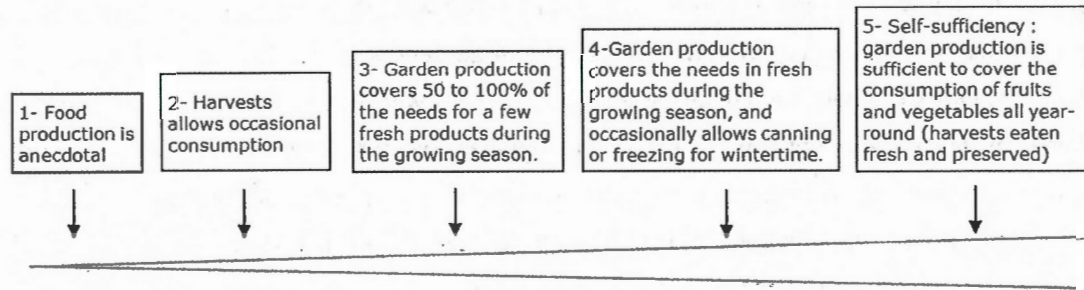 1- Food
production is
anecdotal
2- Harvests
allows occasional
consumption
3- Garden production
covers 50 to 100% of
the needs for a few
fresh products during
the growing season.
4-Garden production
covers the needs in fresh
products during the
growing season, and
occasionally allows canning
or freezing for wintertime.
5- Self-sufficiency :
garden production is
sufficient to cover the
consumption of fruits
and vegetables all year-
round (harvests eaten
fresh and preserved)